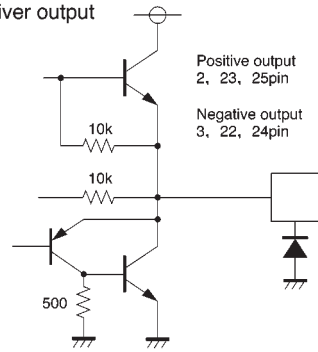 iver output
Positive output
2, 23, 25pin
Negative output
3, 22, 24pin
10k
10k
500